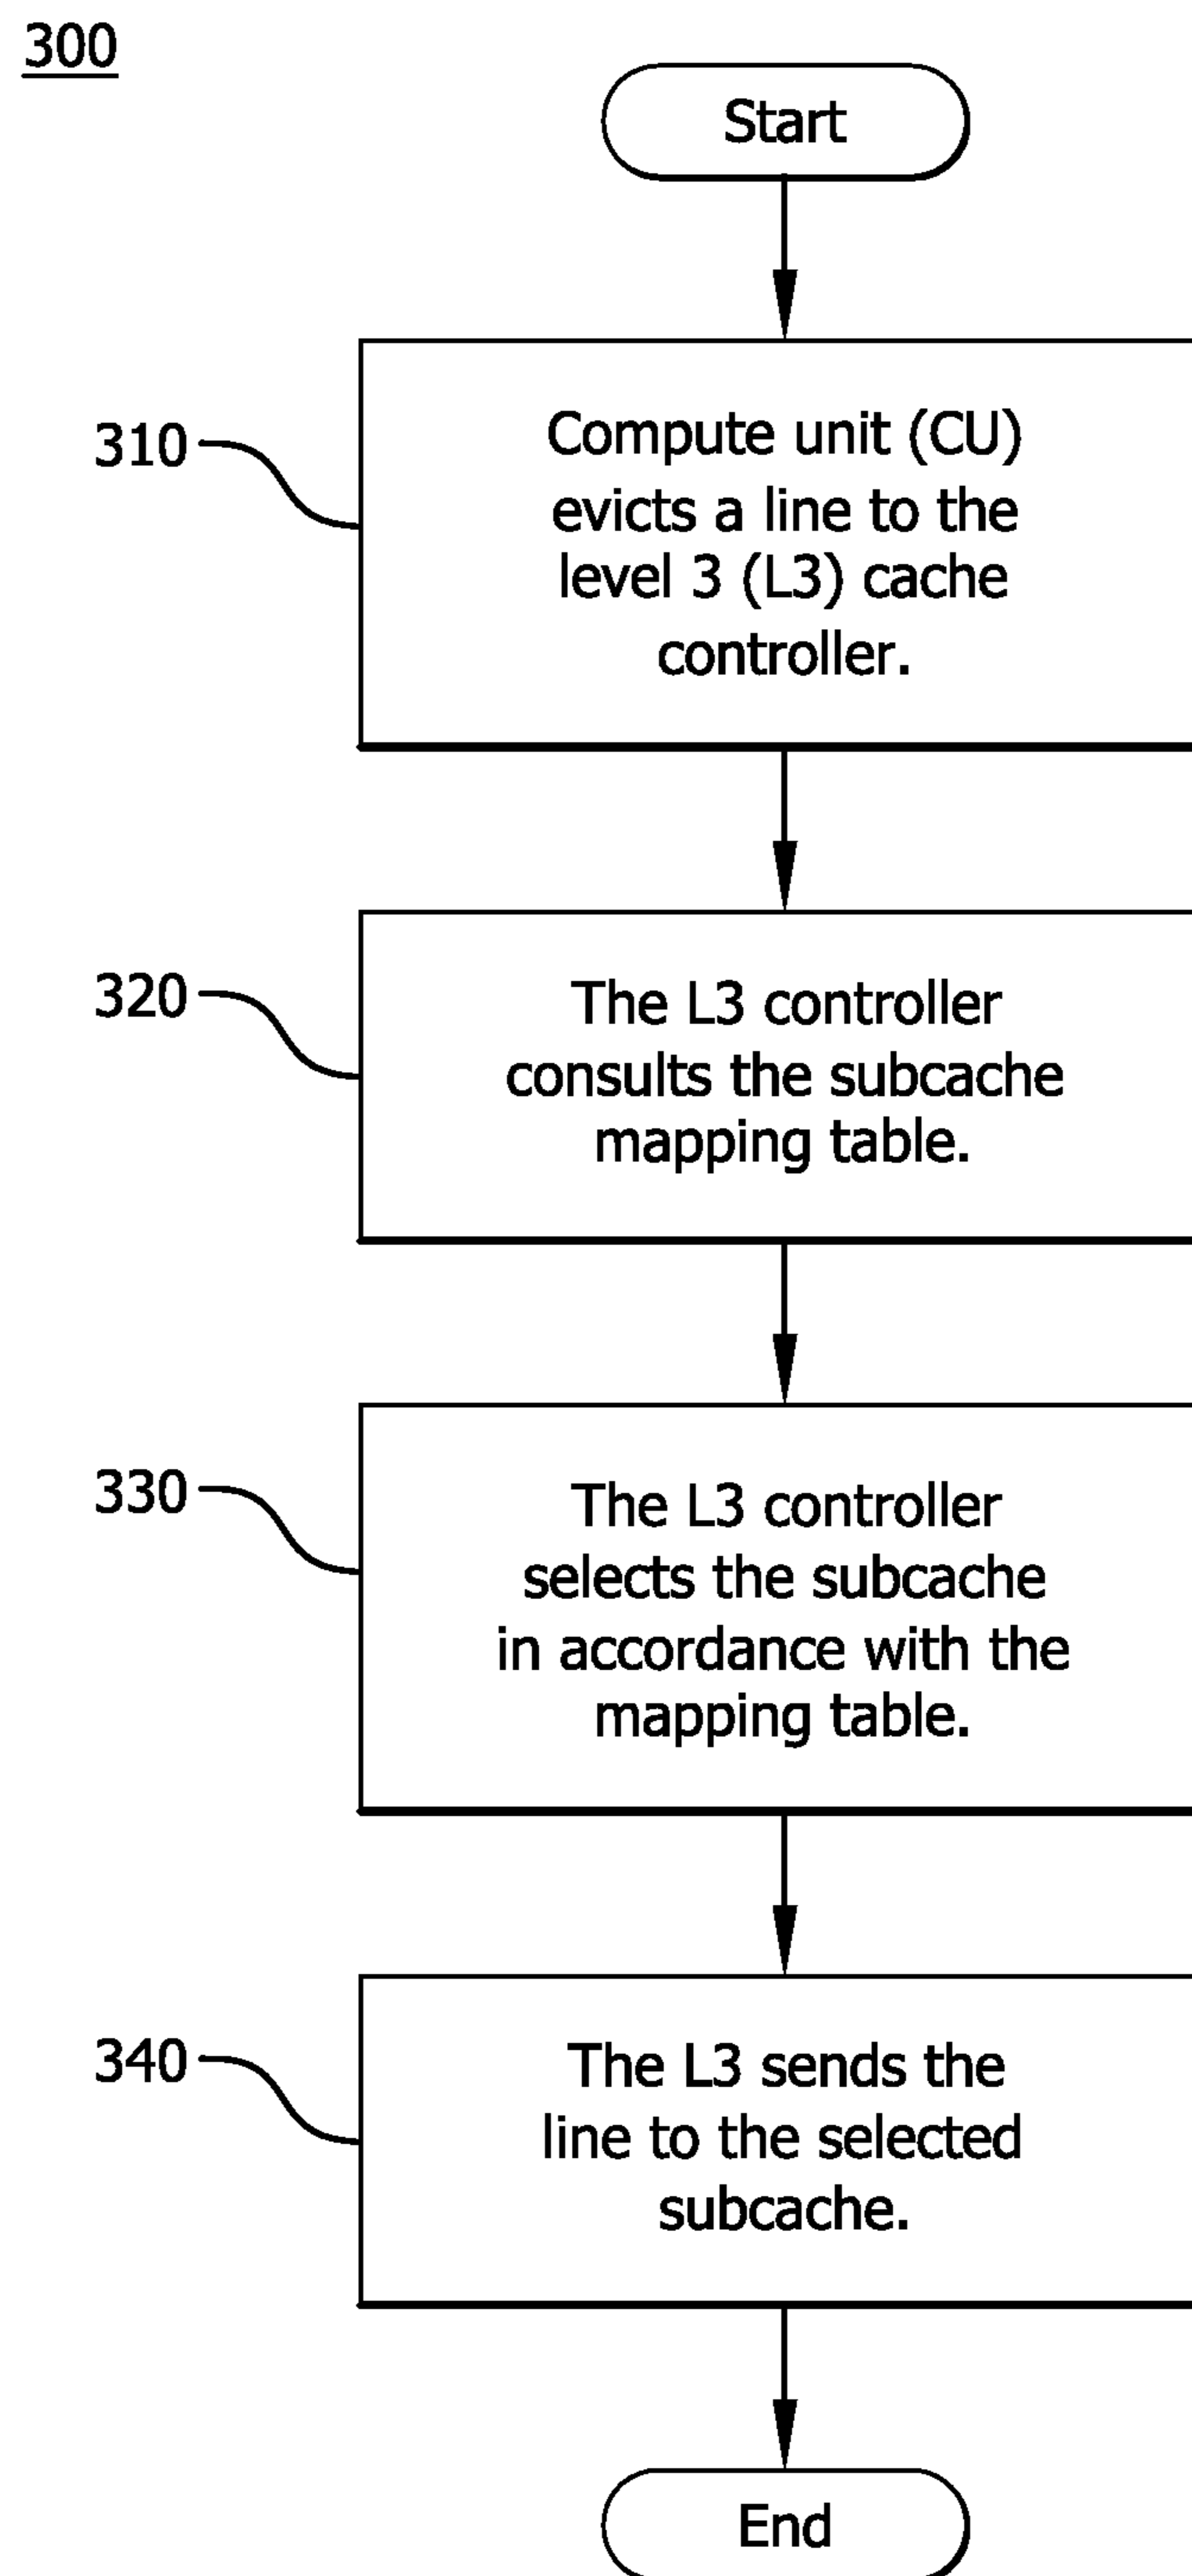 300
Start
310
Compute unit (CU)
evicts a line to the
level 3 (L3) cache
controller.
320
The L3 controller
consults the subcache
mapping table.
330
The L3 controller
selects the subcache
in accordance with the
mapping table.
340
The L3 sends the
line to the selected
subcache.
End